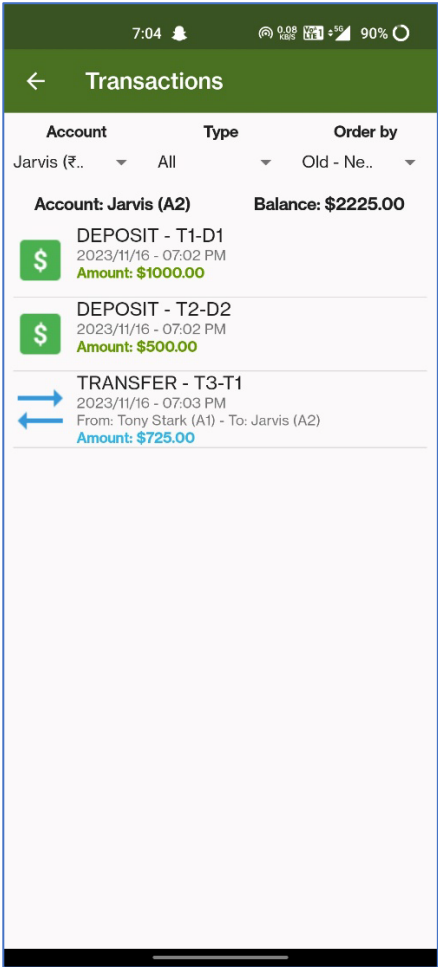 7:04 0.08 KB/S Vo LTE 1 5G 90%
Transactions
Account Type Order by
Jarvis (₹.. All Old - Ne..
Account: Jarvis (A2) Balance: $2225.00
$
DEPOSIT - T1-D1
2023/11/16 - 07:02 PM
Amount: $1000.00
$
DEPOSIT - T2-D2
2023/11/16 - 07:02 PM
Amount: $500.00
TRANSFER - T3-T1
2023/11/16 - 07:03 PM
From: Tony Stark (A1) - To: Jarvis (A2)
Amount: $725.00